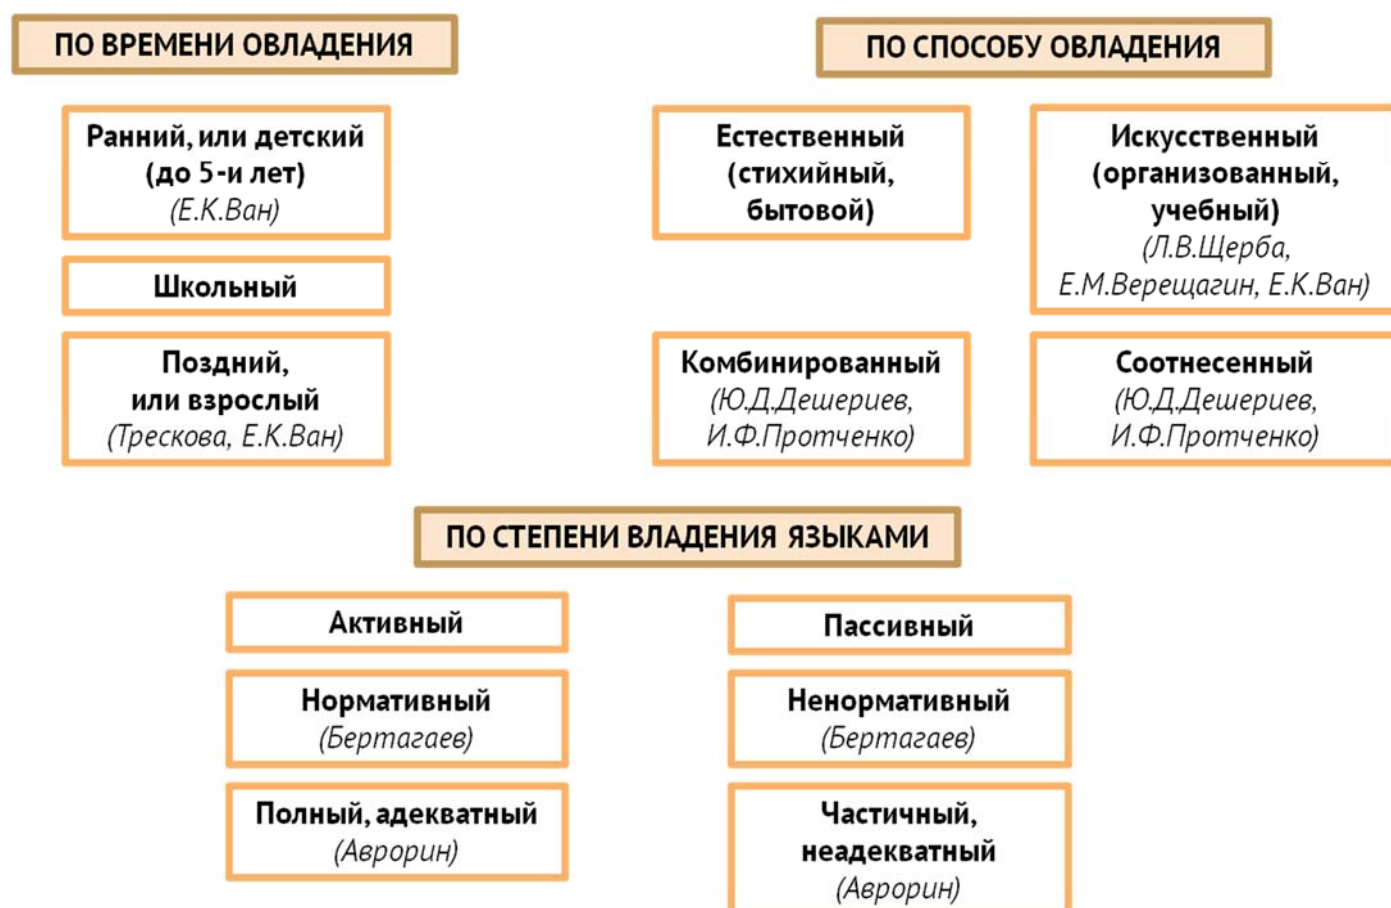 ПО ВРЕМЕНИ ОВЛАДЕНИЯ
Ранний, или детский
(до 5-и лет)
(Е.К.Ван)
Школьный
Поздний,
или взрослый
(Трескова, Е.К.Ван)
ПО СПОСОБУ ОВЛАДЕНИЯ
Естественный
(стихийный,
бытовой)
Искусственный
(организованный,
учебный)
(Л.В.Щерба,
Е.М.Верещагин, Е.К.Ван)
Комбинированный
(Ю.Д.Дешериев,
И.Ф.Протченко)
Соотнесенный
(Ю.Д.Дешериев,
И.Ф.Протченко)
ПО СТЕПЕНИ ВЛАДЕНИЯ ЯЗЫКАМИ
Активный
Пассивный
Нормативный
(Бертагаев)
Ненормативный
(Бертагаев)
Полный, адекватный
(Аврорин)
Частичный,
неадекватный
(Аврорин)